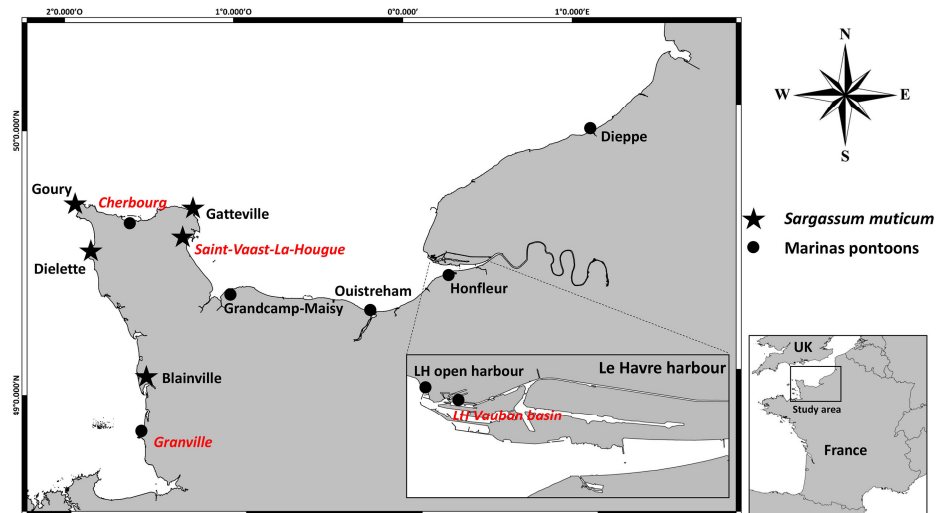 2°0.000'W 1°0.000'W 0°0.000'E 1°0.000'E
50°0.000'N
49°0.000'N
Goury
Cherbourg
Gatteville
Saint-Vaast-La-Hougue
Dielette
Grandcamp-Maisy
Ouistreham
Honfleur
Dieppe
Blainville
Granville
LH open harbour
Le Havre harbour
LH Vauban basin
N
W
E
S
Sargassum muticum
Marinas pontoons
UK
Study area
France